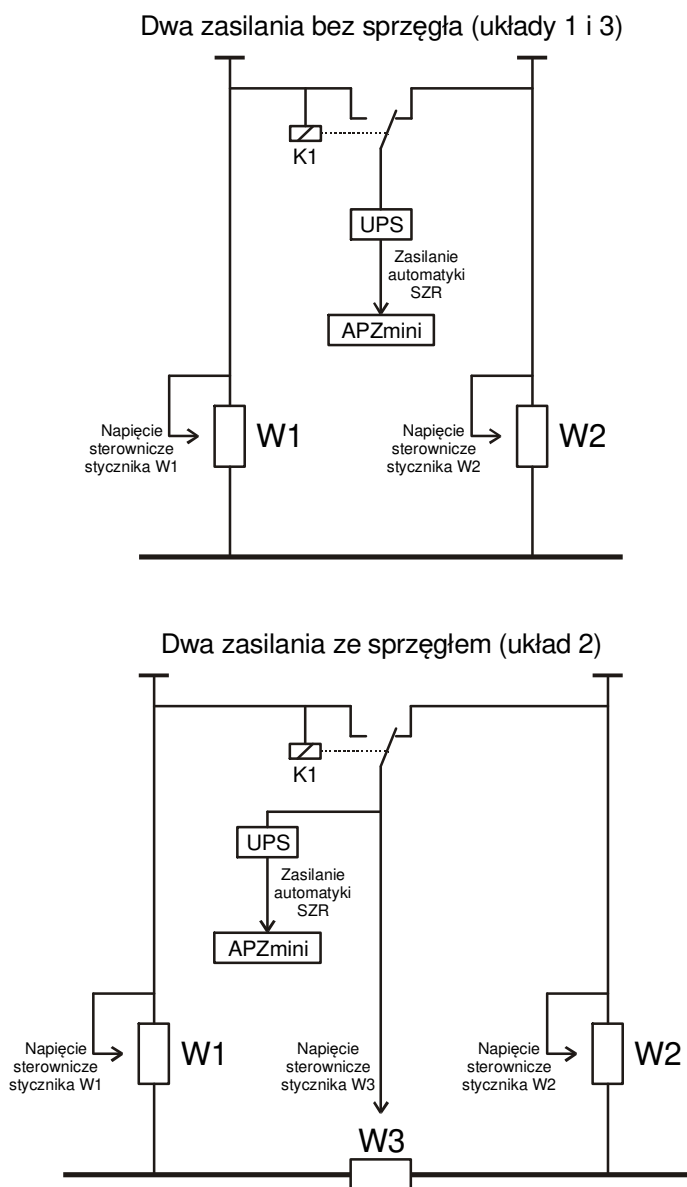 Dwa zasilania bez sprzęgła (układy 1 i 3)
K1
UPS
Zasilanie
automatyki
SZR
APZmini
Napięcie
sterownicze
stycznika W1
W1
Napięcie
sterownicze
stycznika W2
W2
Dwa zasilania ze sprzęgłem (układ 2)
K1
UPS
Zasilanie
automatyki
SZR
APZmini
Napięcie
sterownicze
stycznika W1
W1
Napięcie
sterownicze
stycznika W3
Napięcie
sterownicze
stycznika W2
W2
W3